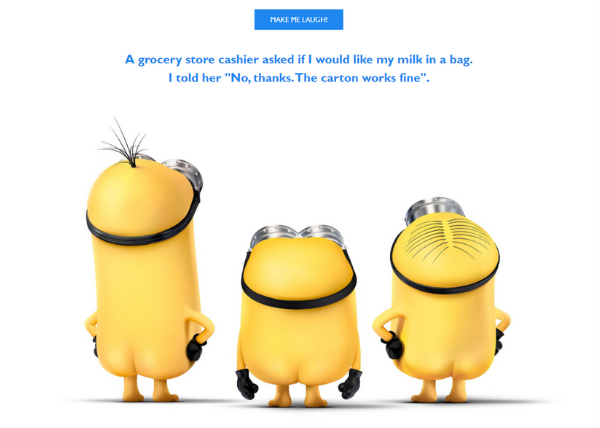 MAKE ME LAUGH!
A grocery store cashier asked if I would like my milk in a bag.
I told her "No, thanks. The carton works fine".